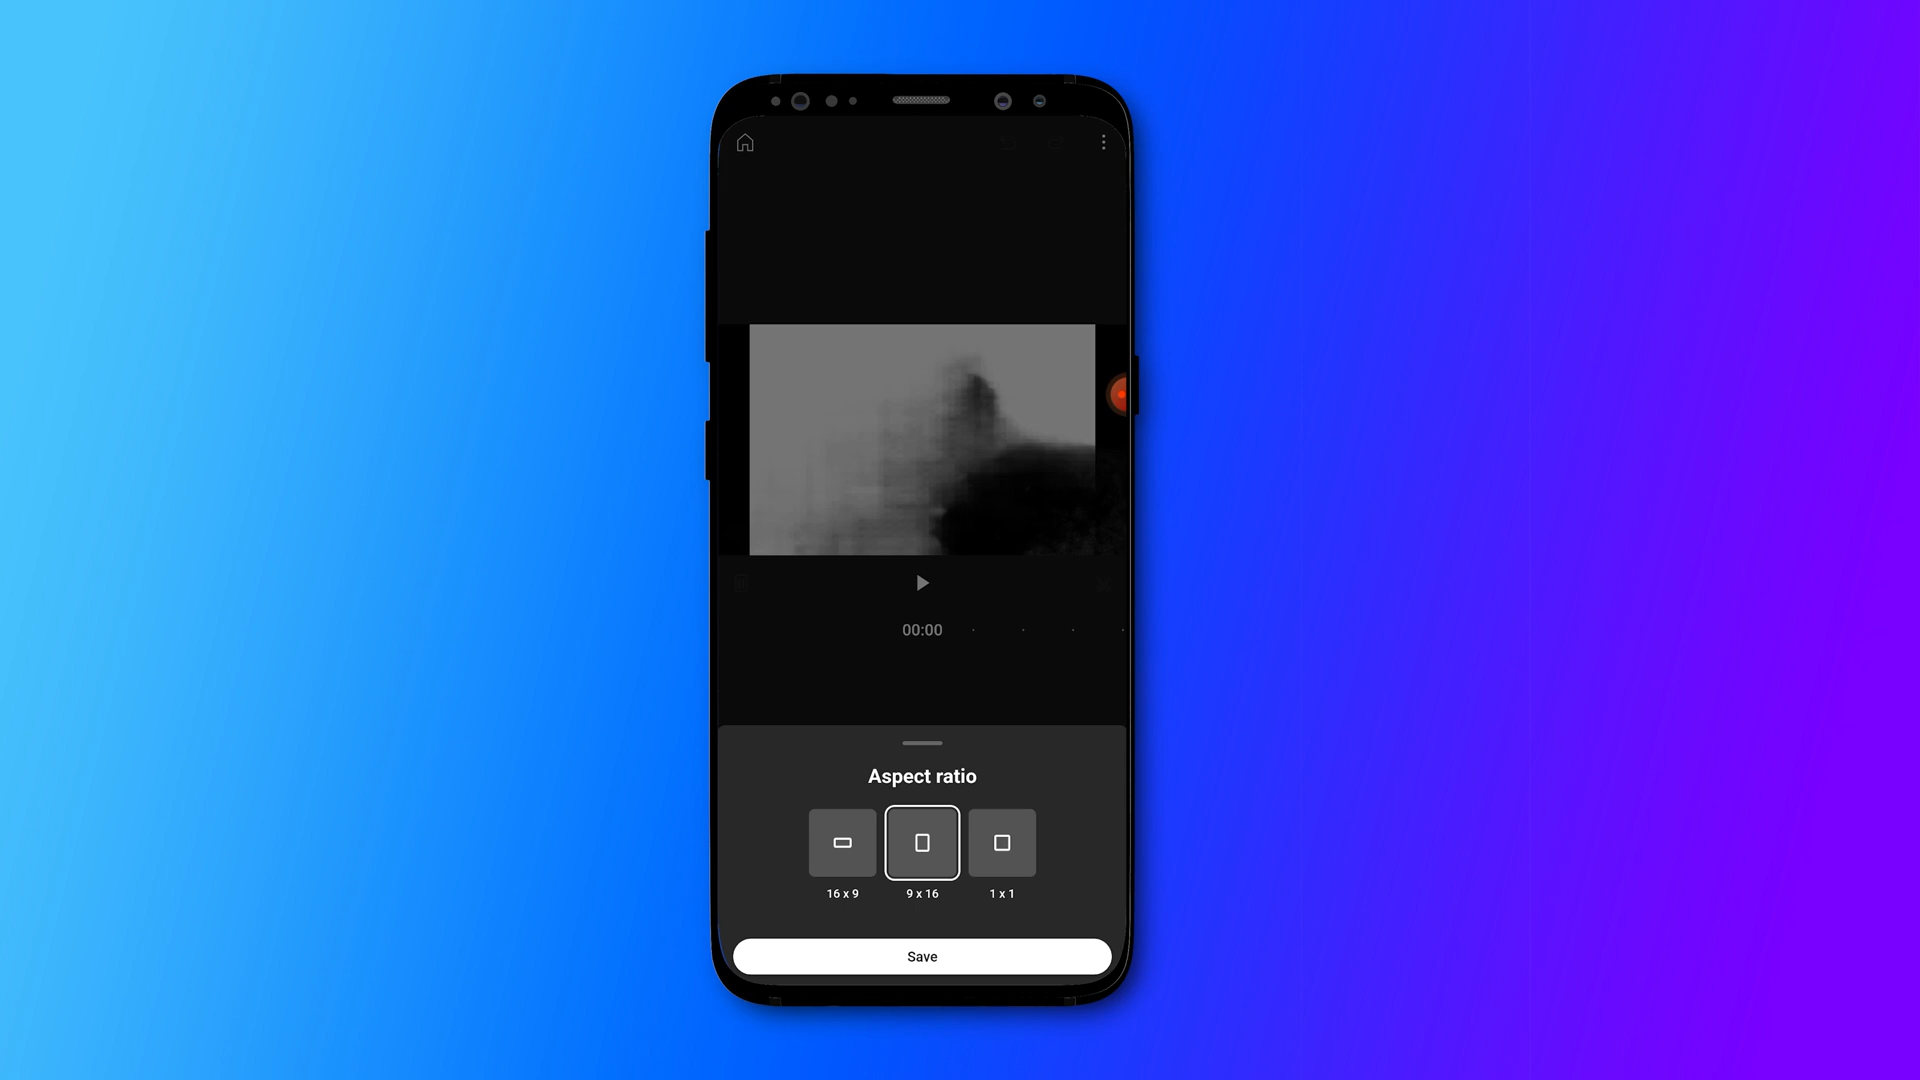 00:00
Aspect ratio
16 x 9
9 x 16
1 x 1
Save